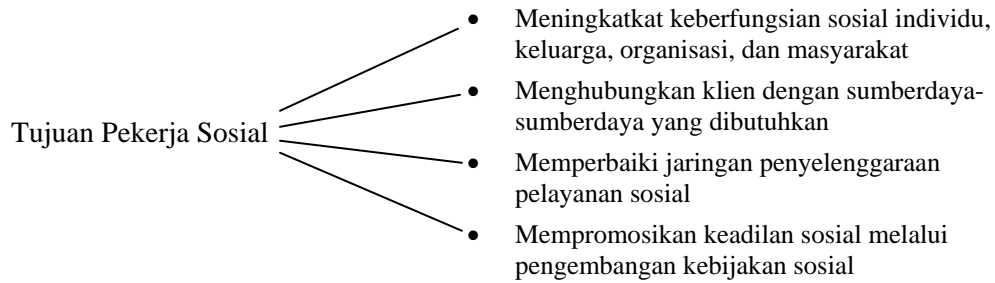 Tujuan Pekerja Sosial
• Meningkatkat keberfungsian sosial individu,
keluarga, organisasi, dan masyarakat
• Menghubungkan klien dengan sumberdaya-
sumberdaya yang dibutuhkan
• Memperbaiki jaringan penyelenggaraan
pelayanan sosial
• Mempromosikan keadilan sosial melalui
pengembangan kebijakan sosial